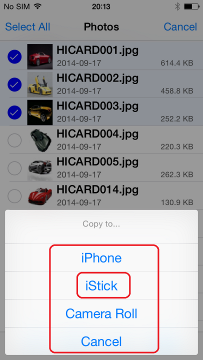 No SIM 20:13
Select All Photos Cancel
HICARD001.jpg
2014-09-17 614.4 KB
HICARD002.jpg
2014-09-17 458.8 KB
HICARD003.jpg
2014-09-17 252.2 KB
HICARD004.jpg
2014-09-17 220.3 KB
HICARD005.jpg
2014-09-17 262.3 KB
HICARD014.jpg
2014-09-17 130.9 KB
Copy to...
iPhone
iStick
Camera Roll
Cancel